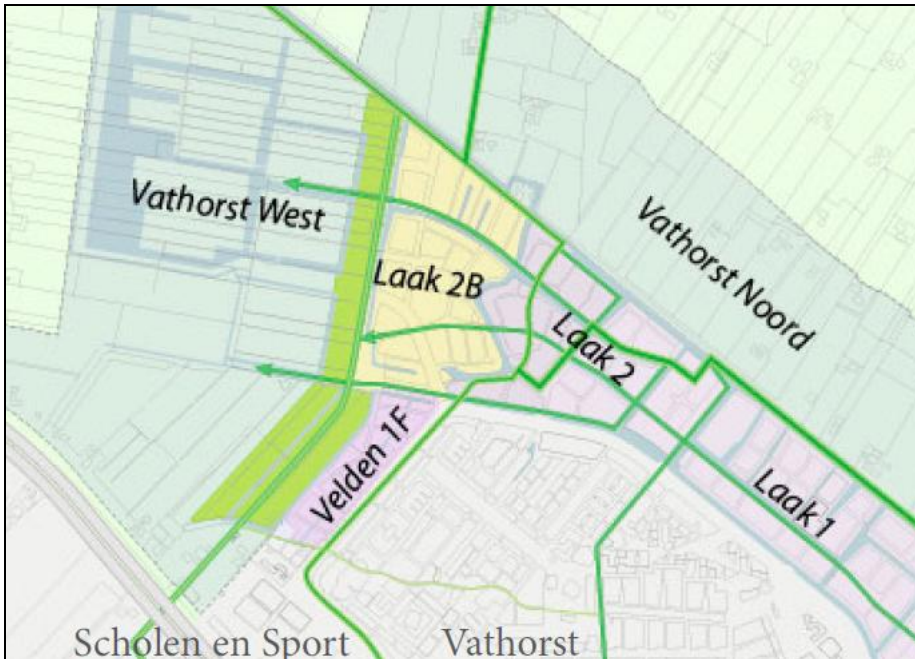 Vathorst West
Vathorst Noord
Laak 2B
Laak 2
Velden 1F
Laak 1
Scholen en Sport
Vathorst